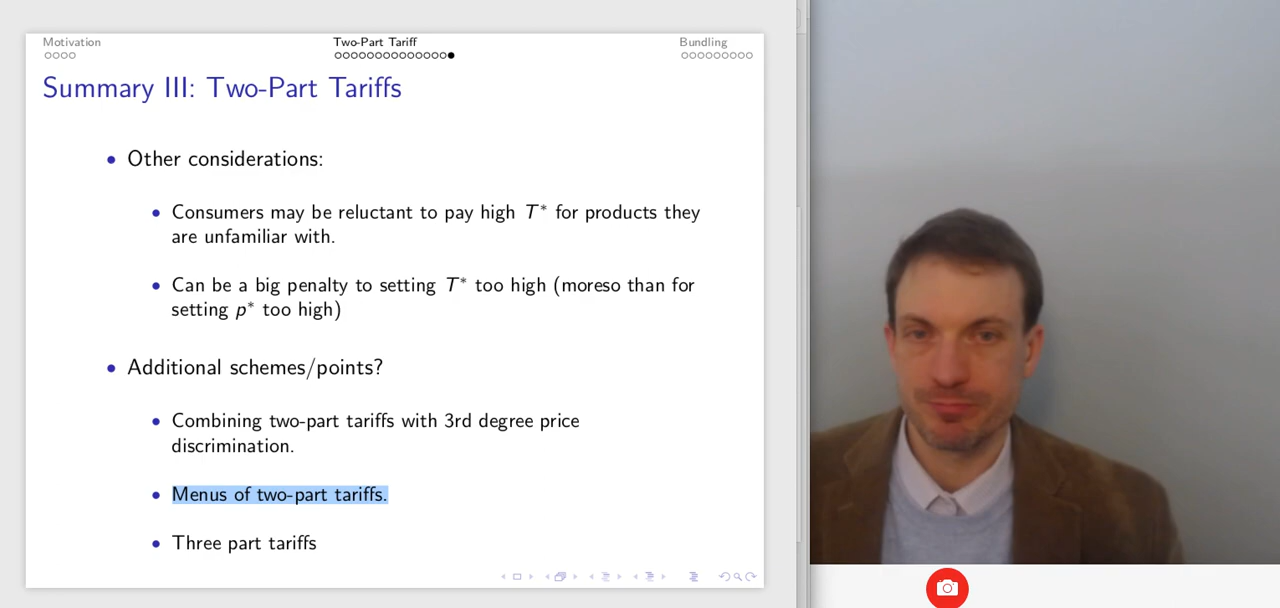 Motivation
Two-Part Tariff
Bundling
Summary III: Two-Part Tariffs
Other considerations:
Consumers may be reluctant to pay high T* for products they
are unfamiliar with.
Can be a big penalty to setting T* too high (moreso than for
setting p* too high)
Additional schemes/points?
Combining two-part tariffs with 3rd degree price
discrimination.
Menus of two-part tariffs.
Three part tariffs